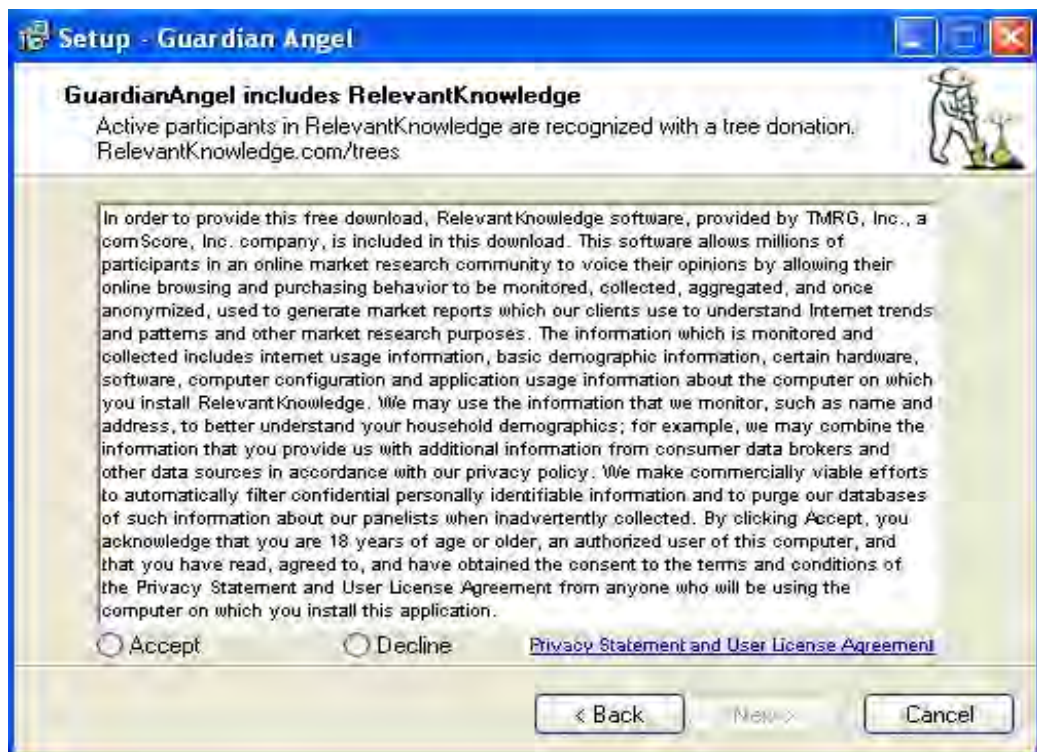 Setup - Guardian Angel
GuardianAngel includes RelevantKnowledge
Active participants in RelevantKnowledge are recognized with a tree donation.
RelevantKnowledge.com/trees
In order to provide this free download, RelevantKnowledge software, provided by TMRG, Inc., a
comScore, Inc. company, is included in this download. This software allows millions of
participants in an online market research community to voice their opinions by allowing their
online browsing and purchasing behavior to be monitored, collected, aggregated, and once
anonymized, used to generate market reports which our clients use to understand Internet trends
and patterns and other market research purposes. The information which is monitored and
collected includes internet usage information, basic demographic information, certain hardware,
software, computer configuration and application usage information about the computer on which
you install RelevantKnowledge. We may use the information that we monitor, such as name and
address, to better understand your household demographics; for example, we may combine the
information that you provide us with additional information from consumer data brokers and
other data sources in accordance with our privacy policy. We make commercially viable efforts
to automatically filter confidential personally identifiable information and to purge our databases
of such information about our panelists when inadvertently collected. By clicking Accept, you
acknowledge that you are 18 years of age or older, an authorized user of this computer, and
that you have read, agreed to, and have obtained the consent to the terms and conditions of
the Privacy Statement and User License Agreement from anyone who will be using the
computer on which you install this application.
Accept Decline Privacy Statement and User License Agreement
< Back Next > Cancel